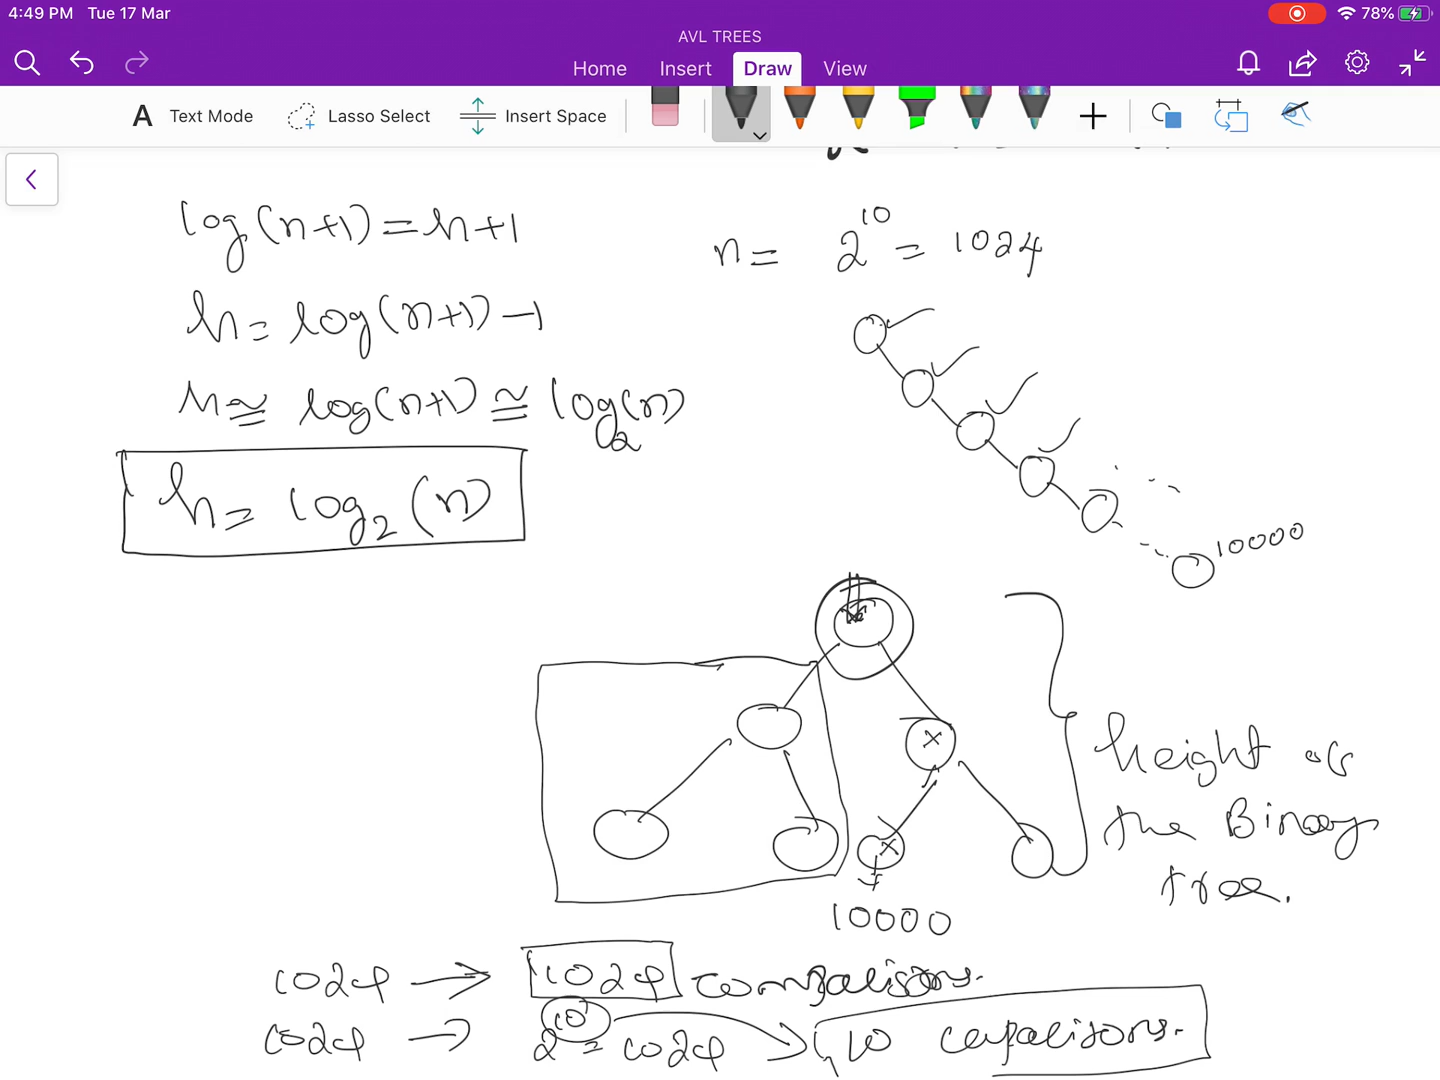 4:49 PM Tue 17 Mar
78%
AVL TREES
Home Insert Draw View
A Text Mode Lasso Select Insert Space
log(n+1)=h+1
n= 2^10 = 1024
h= log(n+1)-1
h≅ log(n+1) ≅ log₂(n)
h= log₂(n)
10000
x
height of
the Binary
tree.
x
10000
1024 → 1024 comparisons.
1024 → 2^10 = 1024 → 10 comparisons.